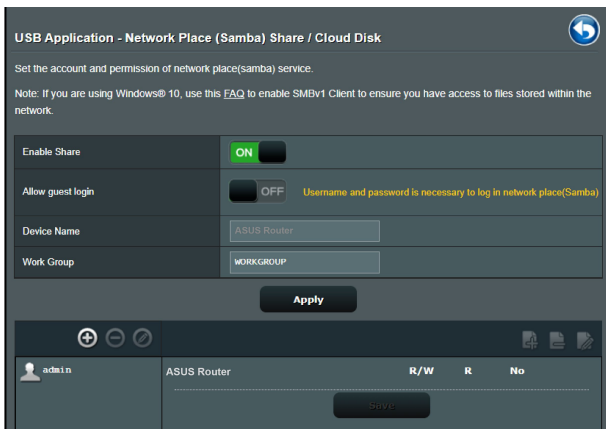 USB Application - Network Place (Samba) Share / Cloud Disk
Set the account and permission of network place(samba) service.
Note: If you are using Windows® 10, use this FAQ to enable SMBv1 Client to ensure you have access to files stored within the
network.
Enable Share ON
Allow guest login OFF Username and password is necessary to log in network place(Samba)
Device Name ASUS Router
Work Group WORKGROUP
Apply
admin ASUS Router R/W R No
Save